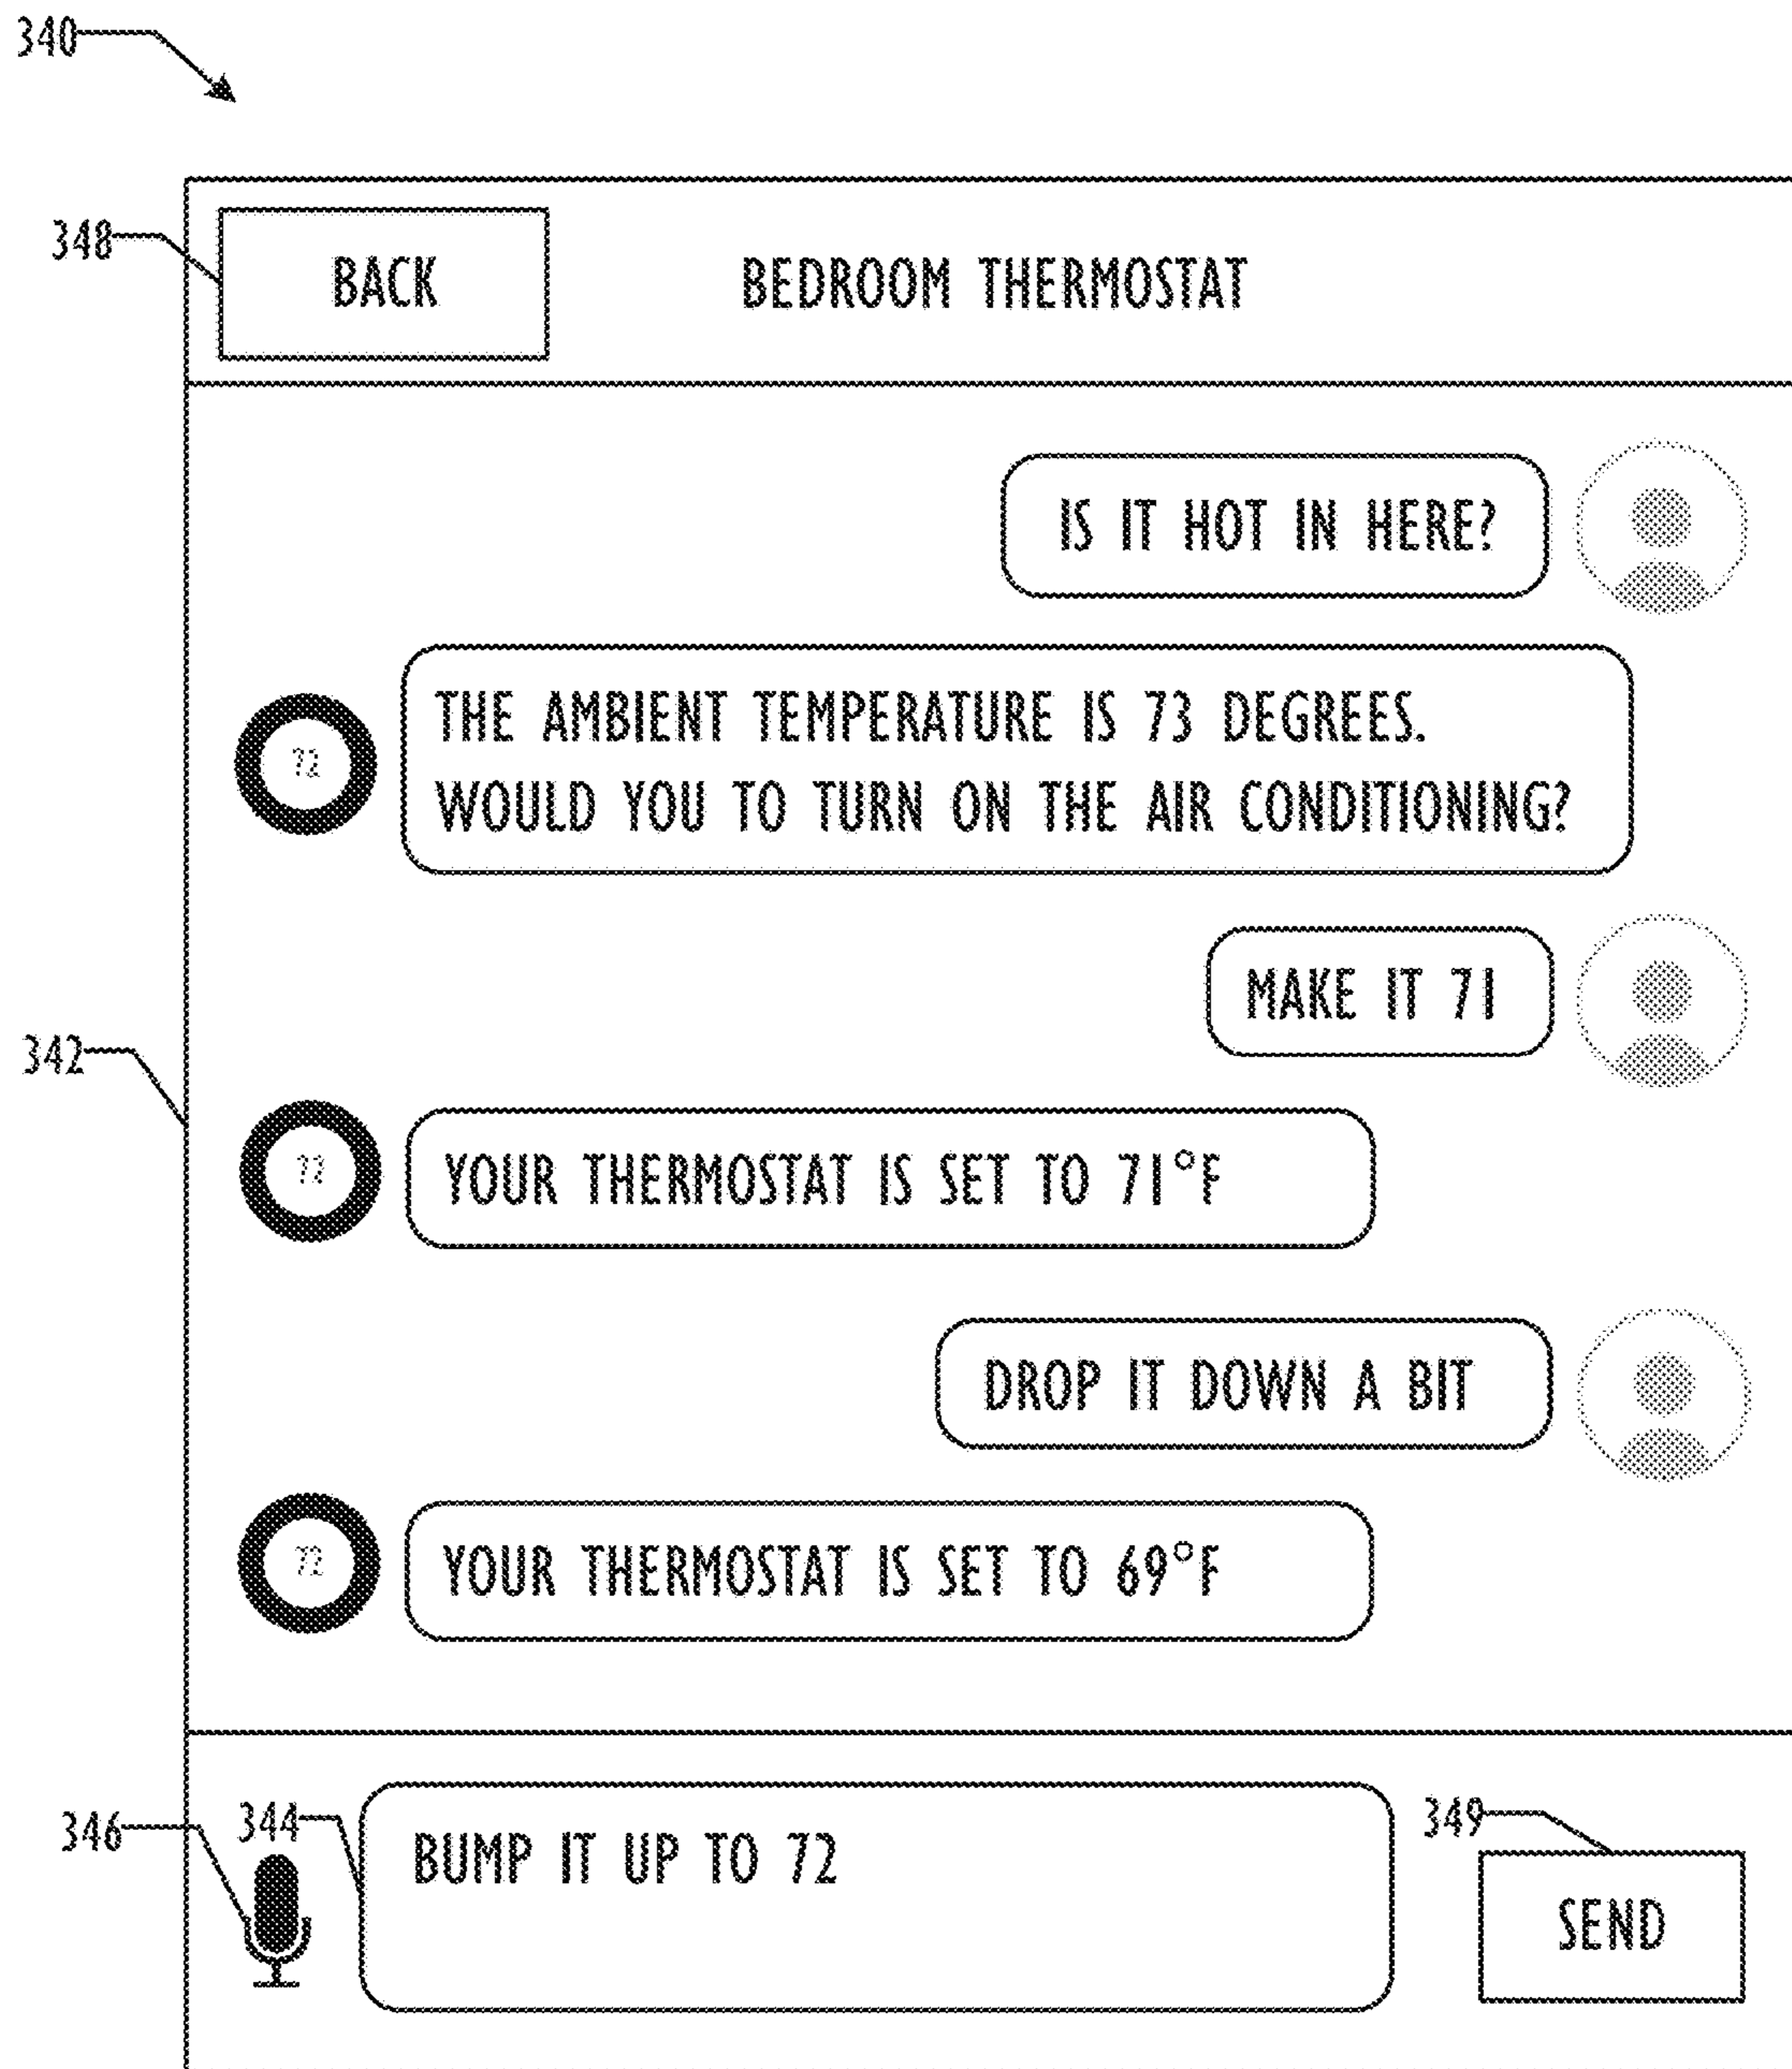 340
348
BACK
BEDROOM THERMOSTAT
IS IT HOT IN HERE?
THE AMBIENT TEMPERATURE IS 73 DEGREES.
72
WOULD YOU TO TURN ON THE AIR CONDITIONING?
MAKE IT 71
342
72
YOUR THERMOSTAT IS SET TO 71°F
DROP IT DOWN A BIT
72
YOUR THERMOSTAT IS SET TO 69°F
346
344
349
BUMP IT UP TO 72
SEND